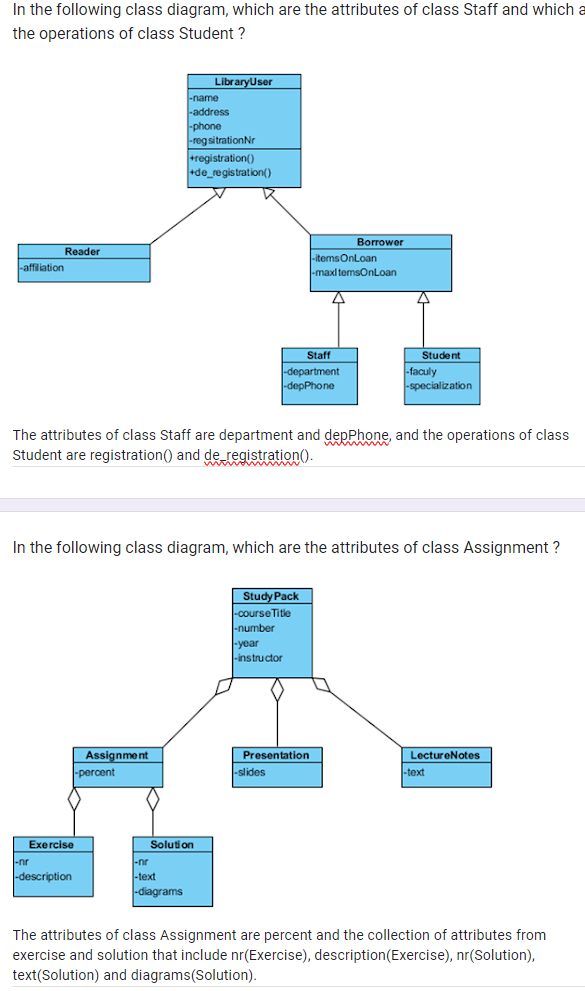 In the following class diagram, which are the attributes of class Staff and which a
the operations of class Student ?
LibraryUser
-name
-address
-phone
-regsitrationNr
+registration()
+de_registration()
Reader
-affiliation
Borrower
-itemsOnLoan
-maxItemsOnLoan
Staff
-department
-depPhone
Student
-faculy
-specialization
The attributes of class Staff are department and depPhone, and the operations of class
Student are registration() and de_registration().
In the following class diagram, which are the attributes of class Assignment ?
StudyPack
-courseTitle
-number
-year
-instructor
Assignment
-percent
Presentation
-slides
LectureNotes
-text
Exercise
-nr
-description
Solution
-nr
-text
-diagrams
The attributes of class Assignment are percent and the collection of attributes from
exercise and solution that include nr(Exercise), description(Exercise), nr(Solution),
text(Solution) and diagrams(Solution).